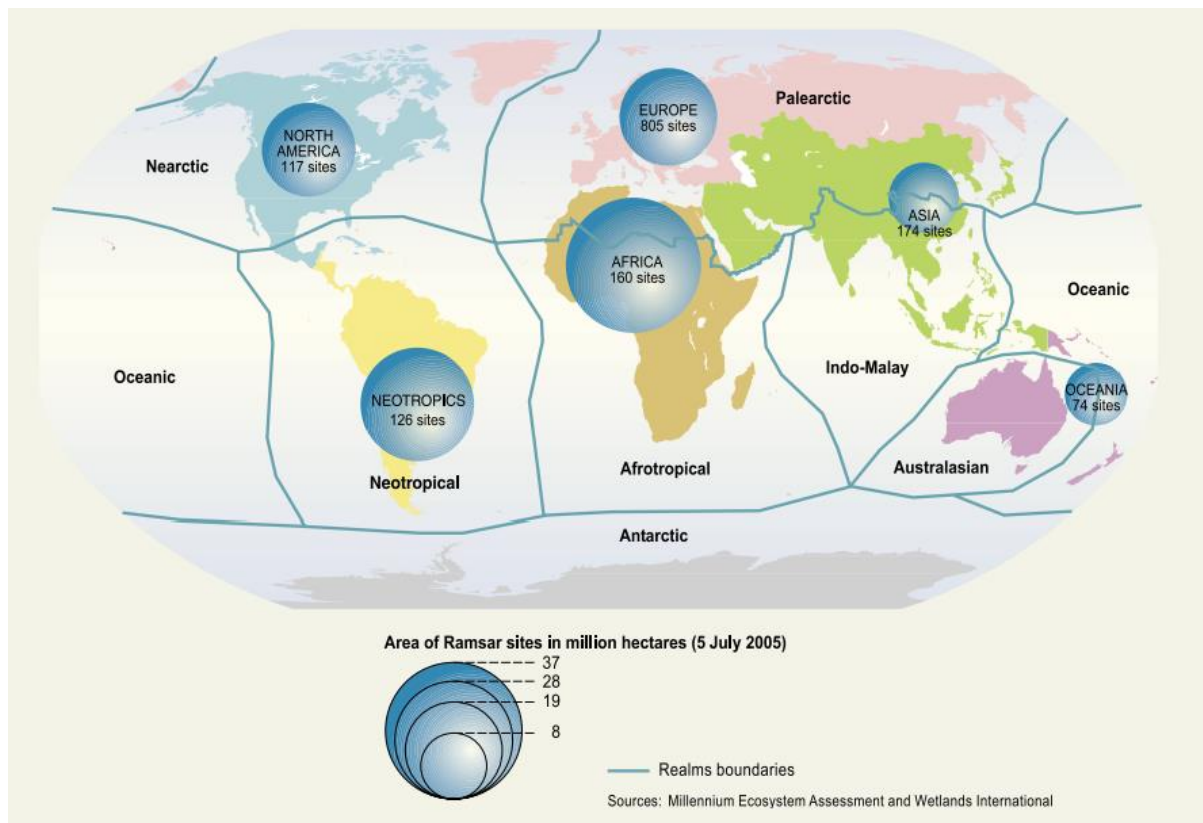 EUROPE
805 sites
Palearctic
NORTH
AMERICA
117 sites
Nearctic
ASIA
174 sites
AFRICA
160 sites
Oceanic
Oceanic
Indo-Malay
NEOTROPICS
126 sites
OCEANIA
74 sites
Neotropical
Afrotropical
Australasian
Antarctic
Area of Ramsar sites in million hectares (5 July 2005)
37
28
19
8
Realms boundaries
Sources: Millennium Ecosystem Assessment and Wetlands International